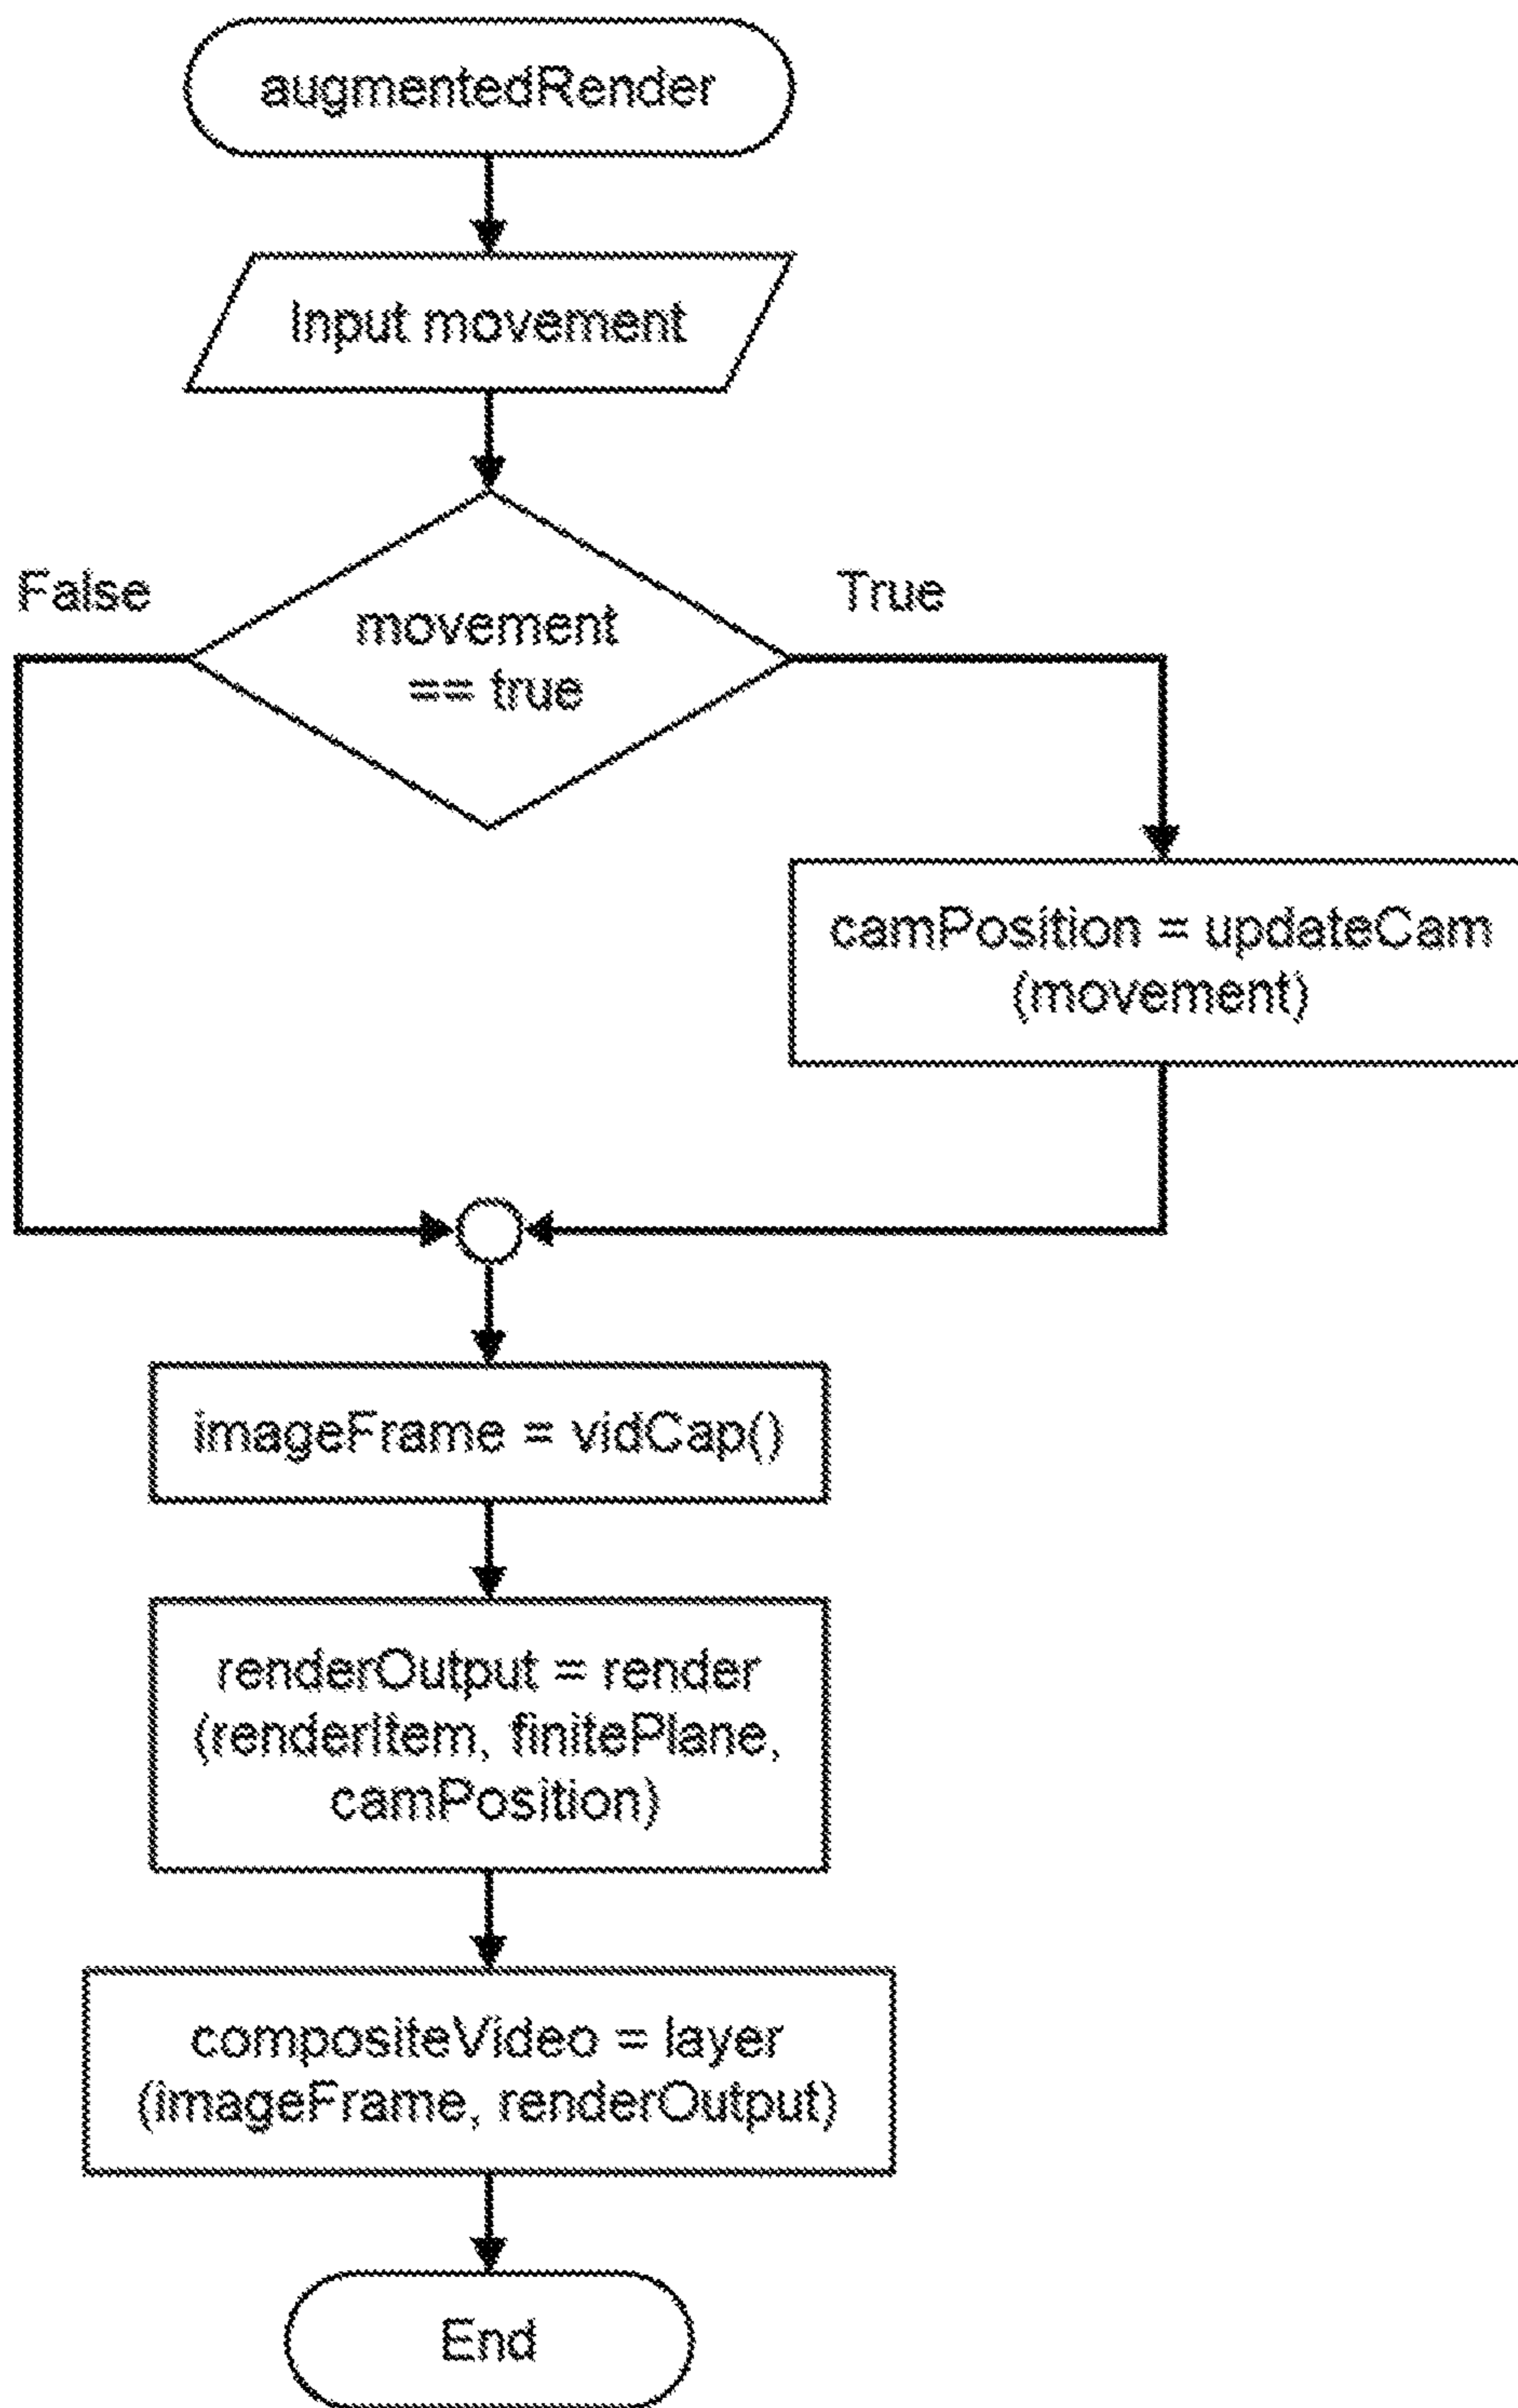 augmentedRender
Input movement
False
True
movement
== true
camPosition = updateCam
(movement)
imageFrame = vidCap()
renderOutput = render
(renderItem, finitePlane,
camPosition)
compositeVideo = layer
(imageFrame, renderOutput)
End